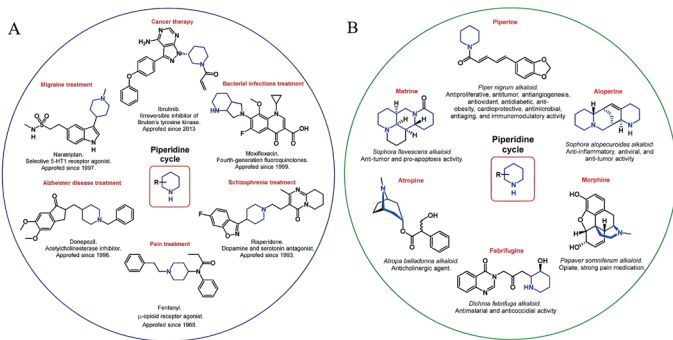 A
Cancer therapy
Ibrutinib.
Irreversible inhibitor of
Bruton's tyrosine kinase.
Approfed since 2013
Migraine treatment
Naratriptan.
Selective 5-HT1 receptor agonist.
Approfed since 1997.
Bacterial infections treatment
Moxifloxacin.
Fourth-generation fluoroquinolones.
Approfed since 1999.
Piperidine
cycle
R
N
H
Alzheimer disease treatment
Donepezil.
Acetylcholinesterase inhibitor.
Approfed since 1996.
Schizophrenia treatment
Risperidone.
Dopamine and serotonin antagonist.
Approfed since 1993.
Pain treatment
Fentanyl.
μ-opioid receptor agonist.
Approfed since 1968.
B
Piperine
Piper nigrum alkaloid.
Antiproliferative, antitumor, antiangiogenesis,
antioxidant, antidiabetic, anti-
obesity, cardioprotective, antimicrobial,
antiaging, and immunomodulatory activity
Matrine
Sophora flavescens alkaloid.
Anti-tumor and pro-apoptosis activity.
Aloperine
Sophora alopecuroides alkaloid.
Anti-inflammatory, antiviral, and
anti-tumor activity
Piperidine
cycle
R
N
H
Atropine
Atropa belladonna alkaloid.
Anticholinergic agent.
Morphine
Papaver somniferum alkaloid.
Opiate, strong pain medication.
Febrifugine
Dichroa febrifuga alkaloid.
Antimalarial and anticoccidial activity